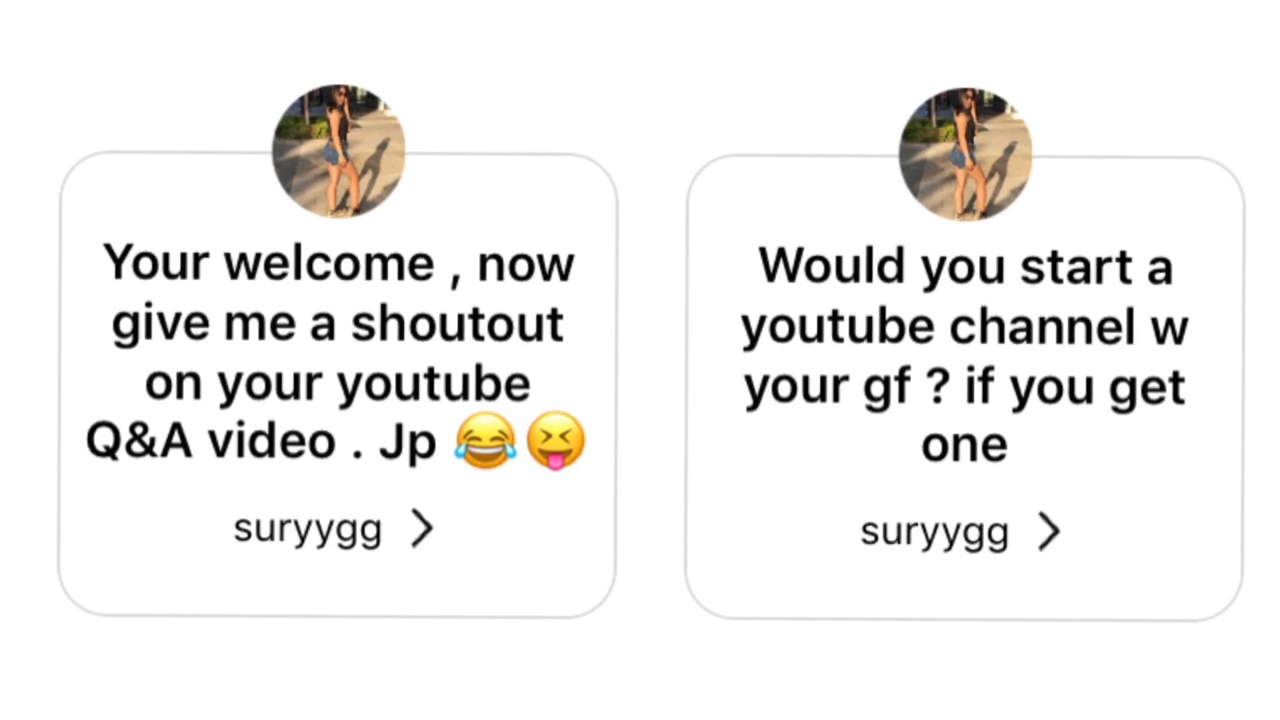 Your welcome , now
give me a shoutout
on your youtube
Q&A video . Jp 😂😝
suryygg >
Would you start a
youtube channel w
your gf ? if you get
one
suryygg >